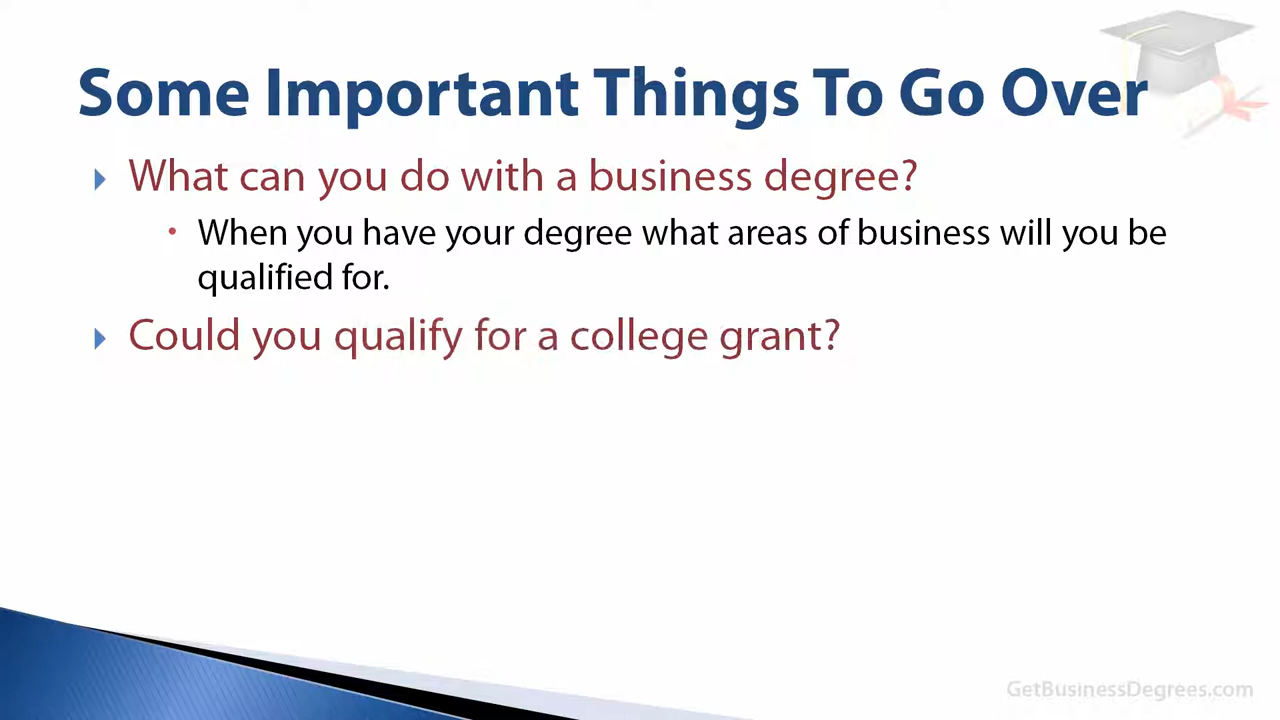 Some Important Things To Go Over
What can you do with a business degree?
When you have your degree what areas of business will you be
qualified for.
Could you qualify for a college grant?
GetBusinessDegrees.com